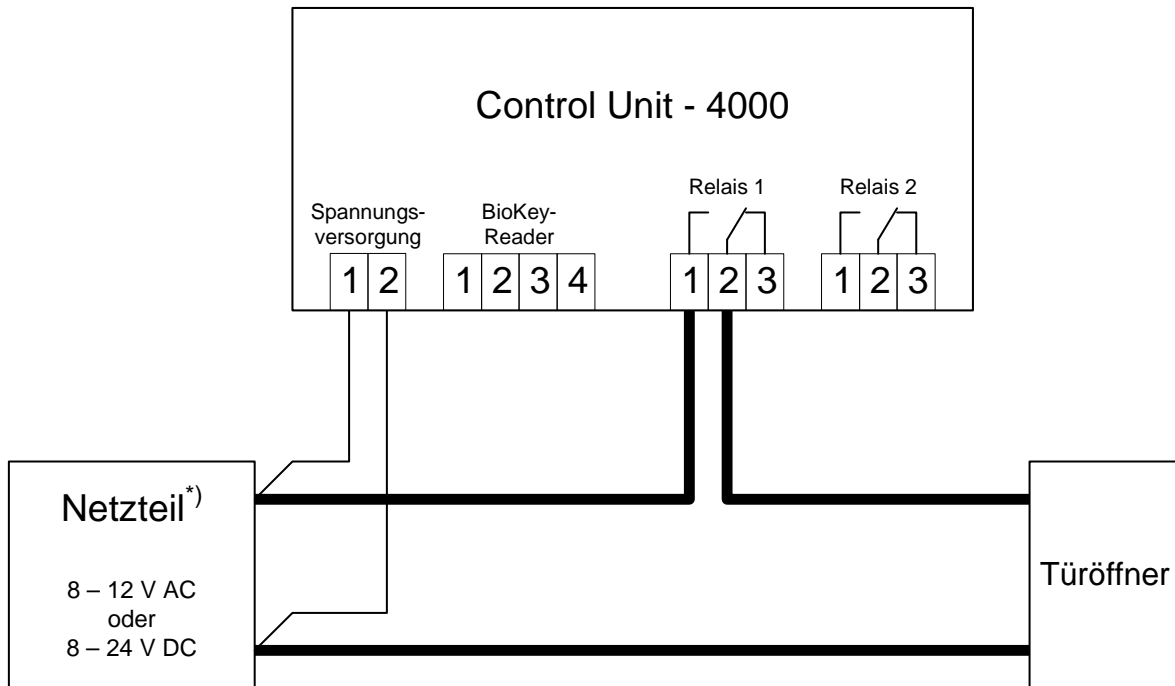 Control Unit - 4000
Relais 1
Relais 2
Spannungs-
versorgung
BioKey-
Reader
1 2
1 2 3 4
1 2 3
1 2 3
Netzteil*)
8 – 12 V AC
oder
8 – 24 V DC
Türöffner